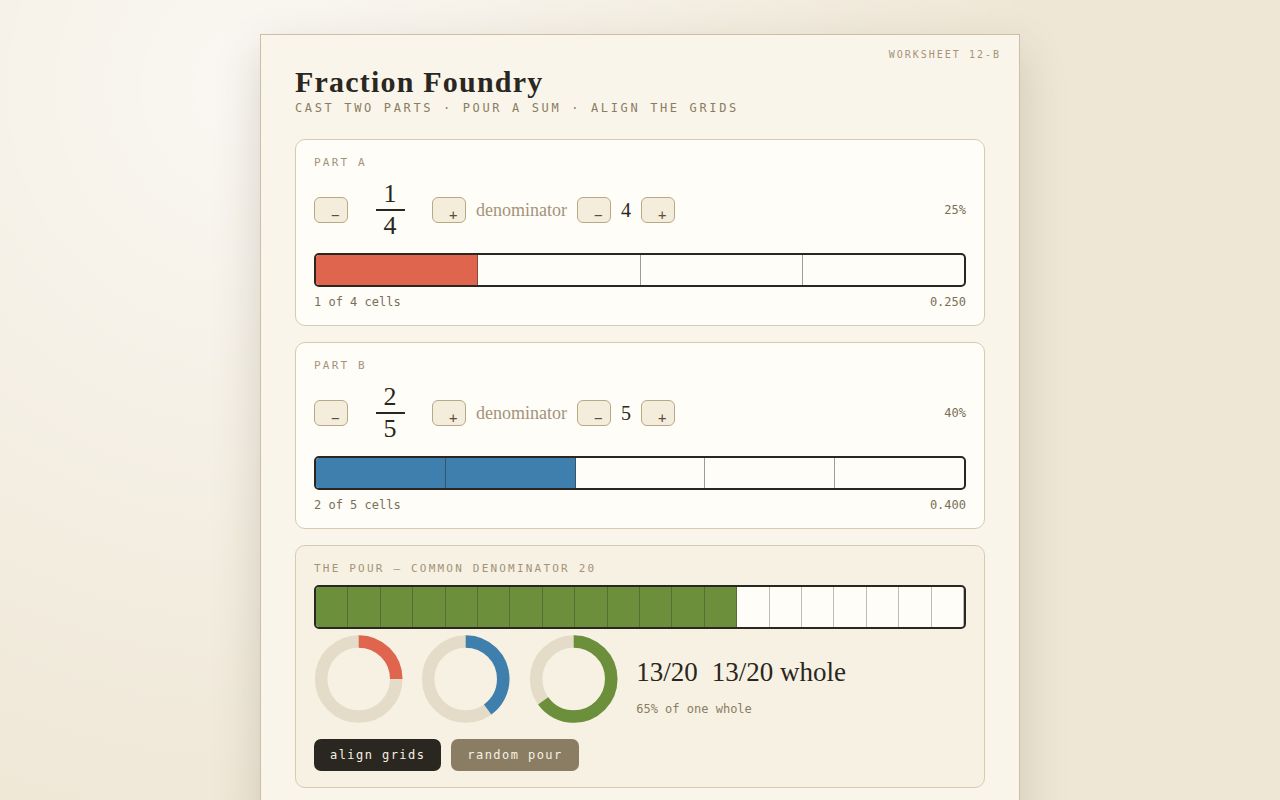 WORKSHEET 12-B
Fraction Foundry
CAST TWO PARTS · POUR A SUM · ALIGN THE GRIDS
PART A
− 1/4 + denominator − 4 + 25%
1 of 4 cells 0.250
PART B
− 2/5 + denominator − 5 + 40%
2 of 5 cells 0.400
THE POUR — COMMON DENOMINATOR 20
13/20 13/20 whole
65% of one whole
align grids random pour